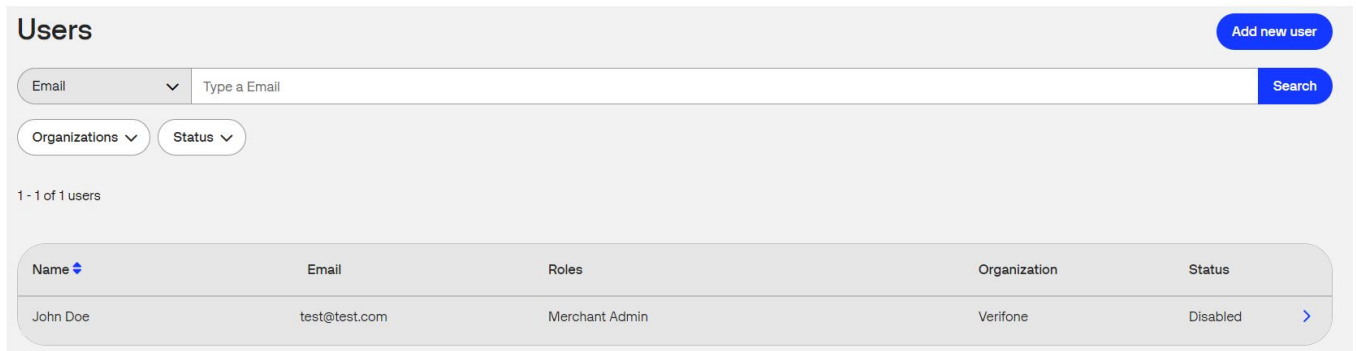 Users
Add new user
Email
Type a Email
Search
Organizations
Status
1 - 1 of 1 users
Name Email Roles Organization Status
John Doe test@test.com Merchant Admin Verifone Disabled